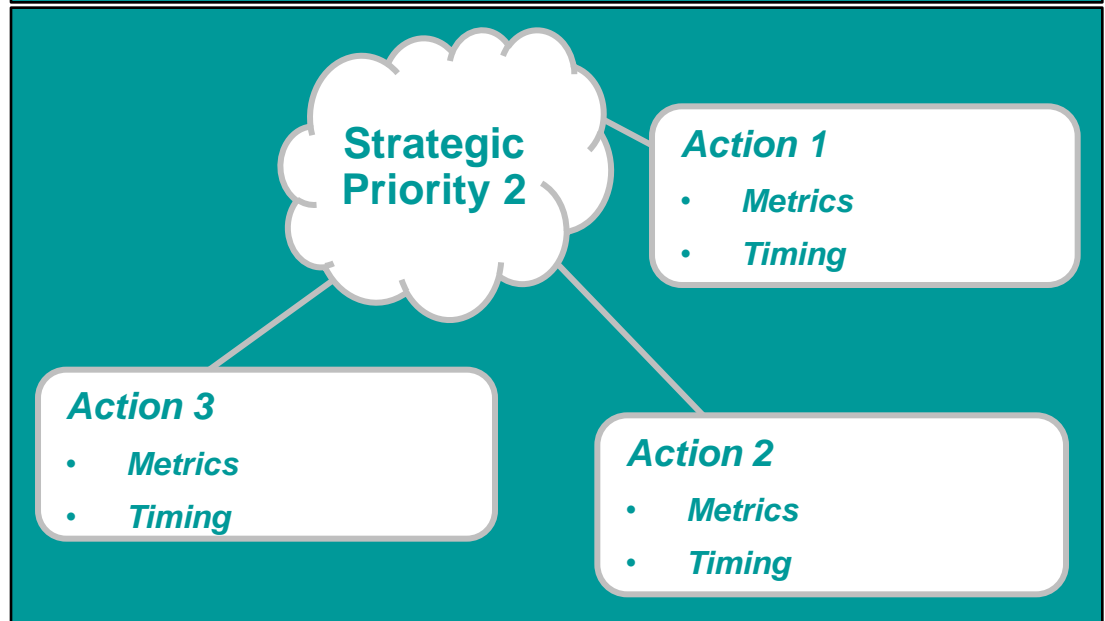 Strategic
Priority 2
Action 1
• Metrics
• Timing
Action 3
• Metrics
• Timing
Action 2
• Metrics
• Timing